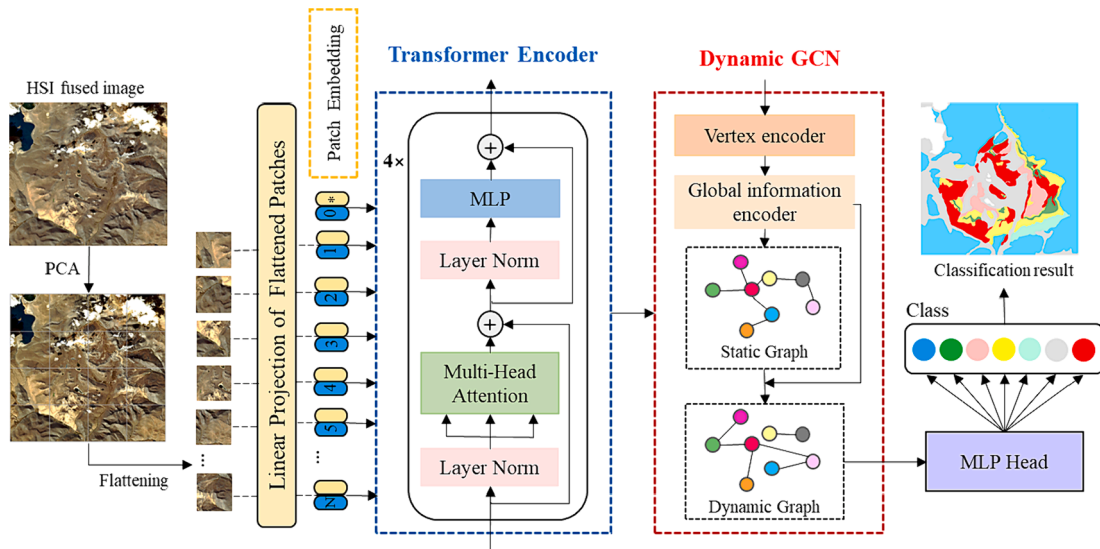 HSI fused image
PCA
Flattening
...
Linear Projection of Flattened Patches
Patch Embedding
0 *
1
2
3
4
5
...
N
Transformer Encoder
4×
+
MLP
Layer Norm
+
Multi-Head
Attention
Layer Norm
Dynamic GCN
Vertex encoder
Global information
encoder
Static Graph
Dynamic Graph
Classification result
Class
MLP Head